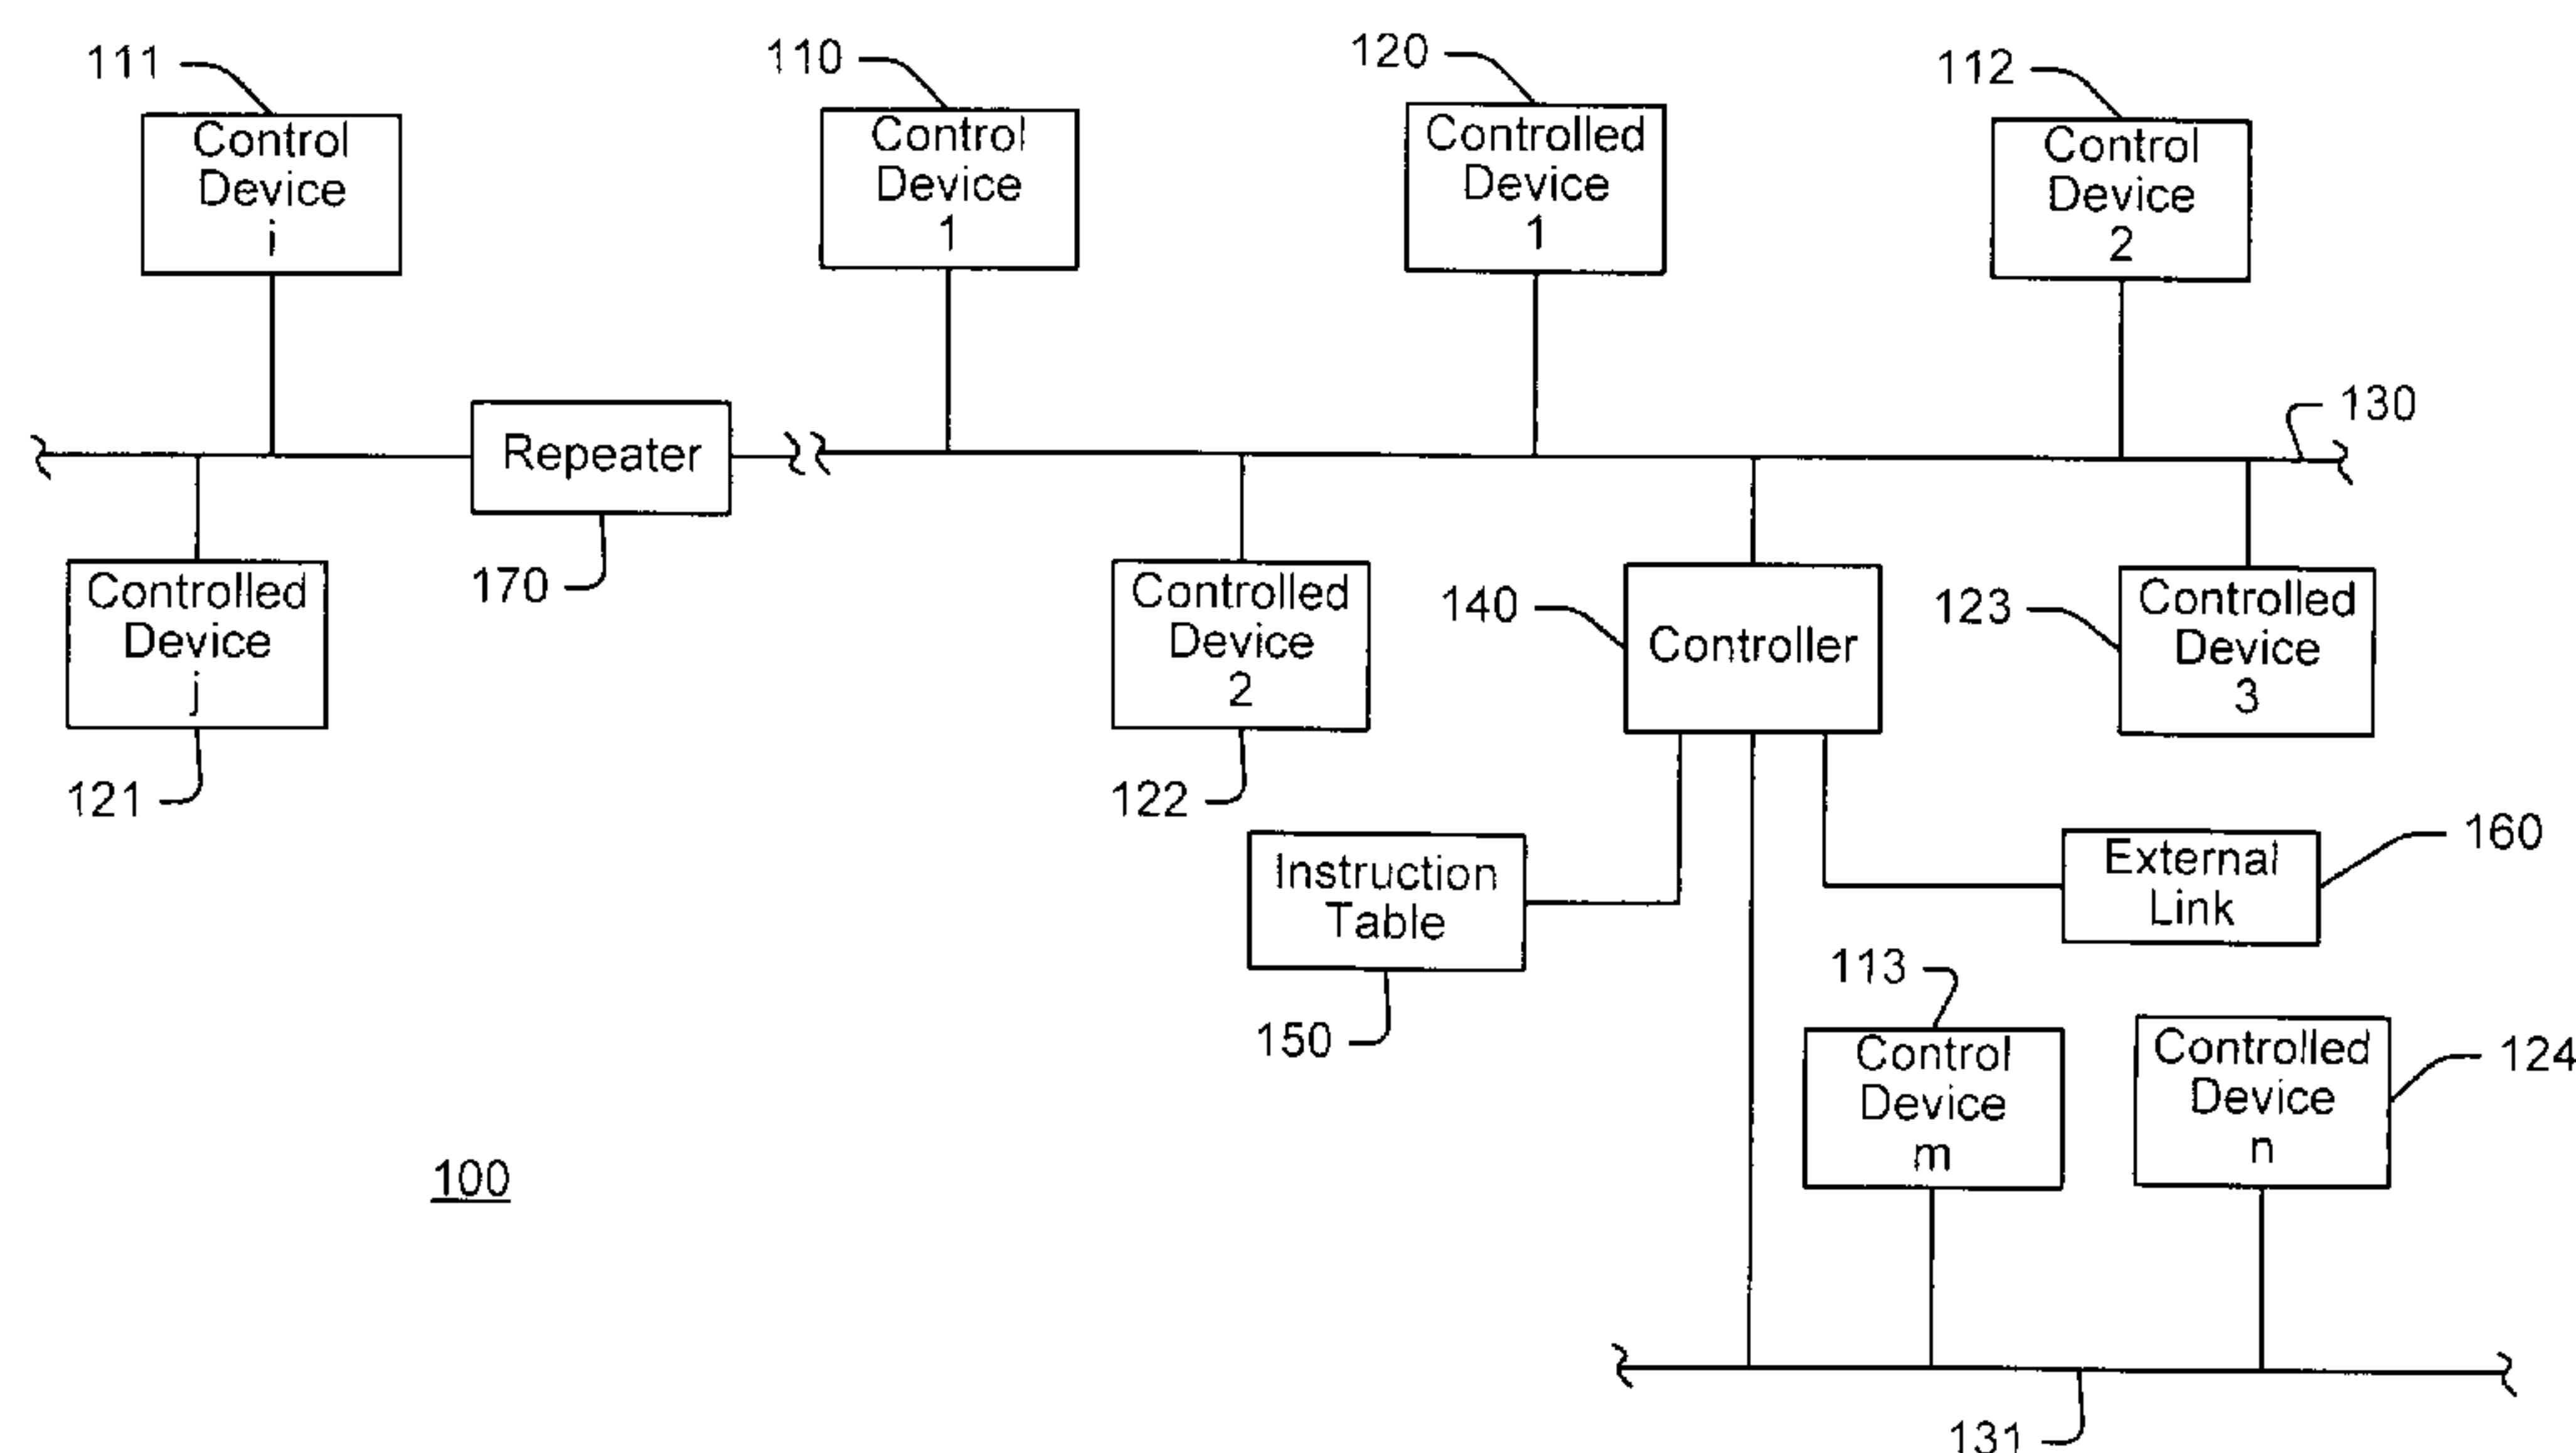 111
110
120
112
Control
Device
i
Control
Device
1
Controlled
Device
1
Control
Device
2
130
Repeater
170
Controlled
Device
j
121
Controlled
Device
2
122
140
Controller
123
Controlled
Device
3
Instruction
Table
150
External
Link
160
113
Control
Device
m
Controlled
Device
n
124
100
131